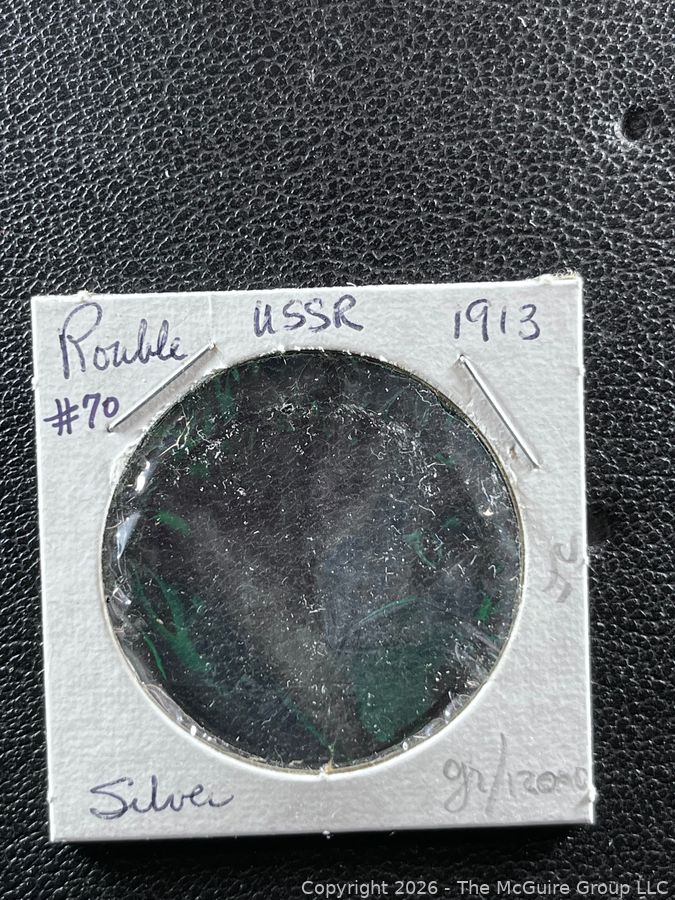 Rouble USSR 1913
#70
Silver
Copyright 2026 - The McGuire Group LLC